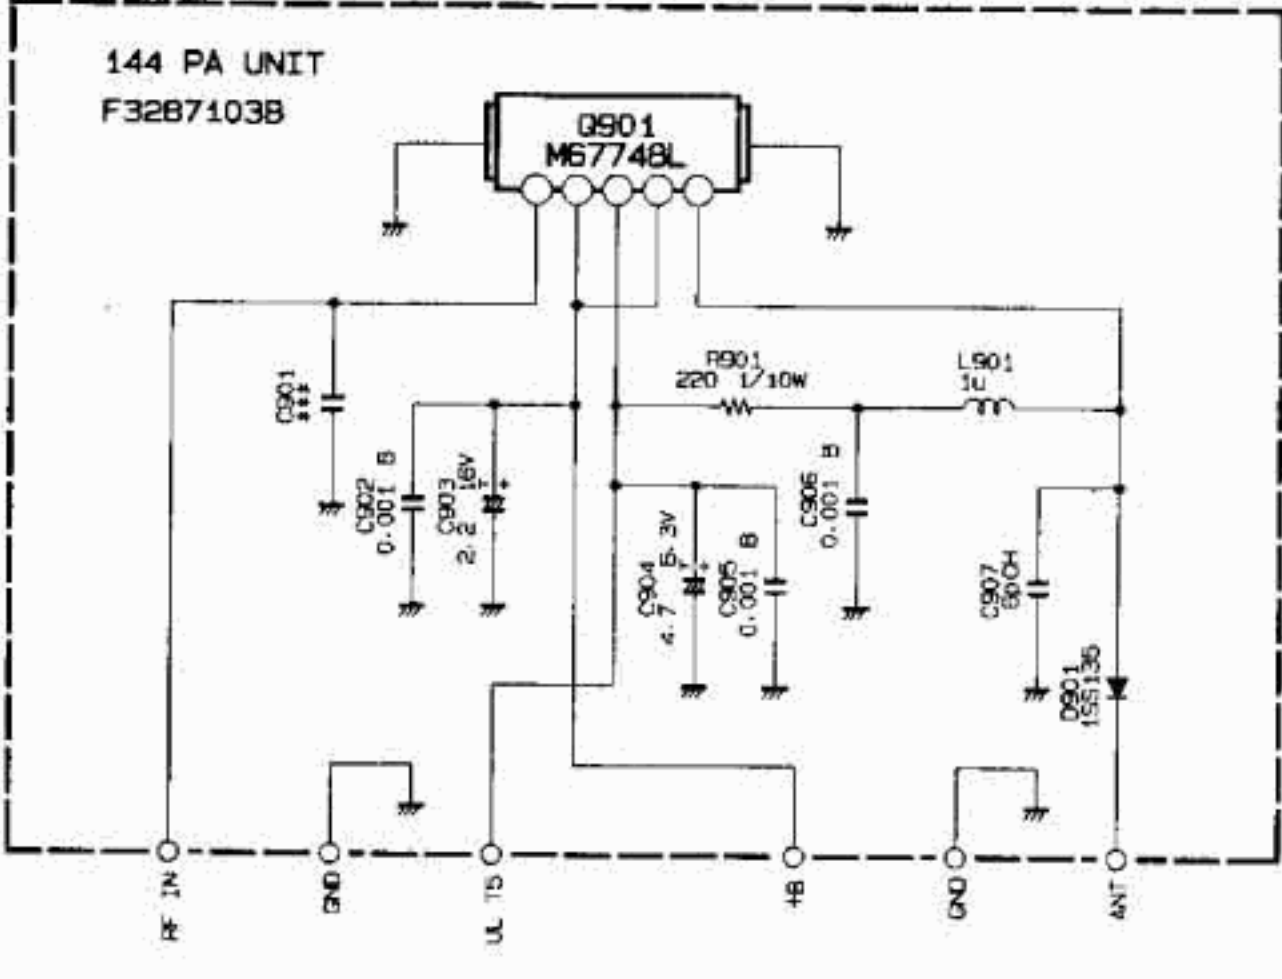 144 PA UNIT
F3287103B
Q901
M67748L
R901
220 1/10W
L901
1u
C901
***
C902
0.001 B
C903
2.2 16V
C904
4.7 6.3V
C905
0.001 B
C906
0.001 B
C907
D901
1SS135
RF IN
GND
UL T5
+B
GND
ANT